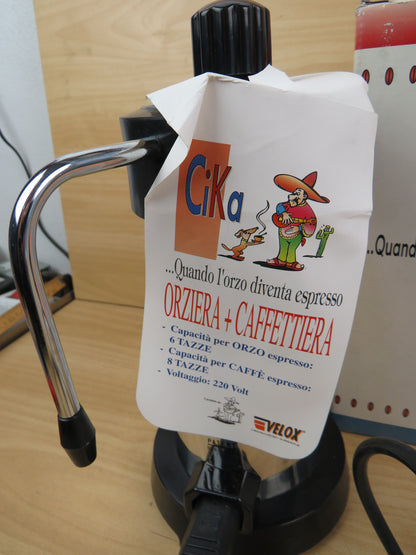 CiKa
...Quando l'orzo diventa espresso
ORZIERA + CAFFETTIERA
- Capacità per ORZO espresso:
6 TAZZE
- Capacità per CAFFÈ espresso:
8 TAZZE
- Voltaggio: 220 Volt
VELOX
...Quand